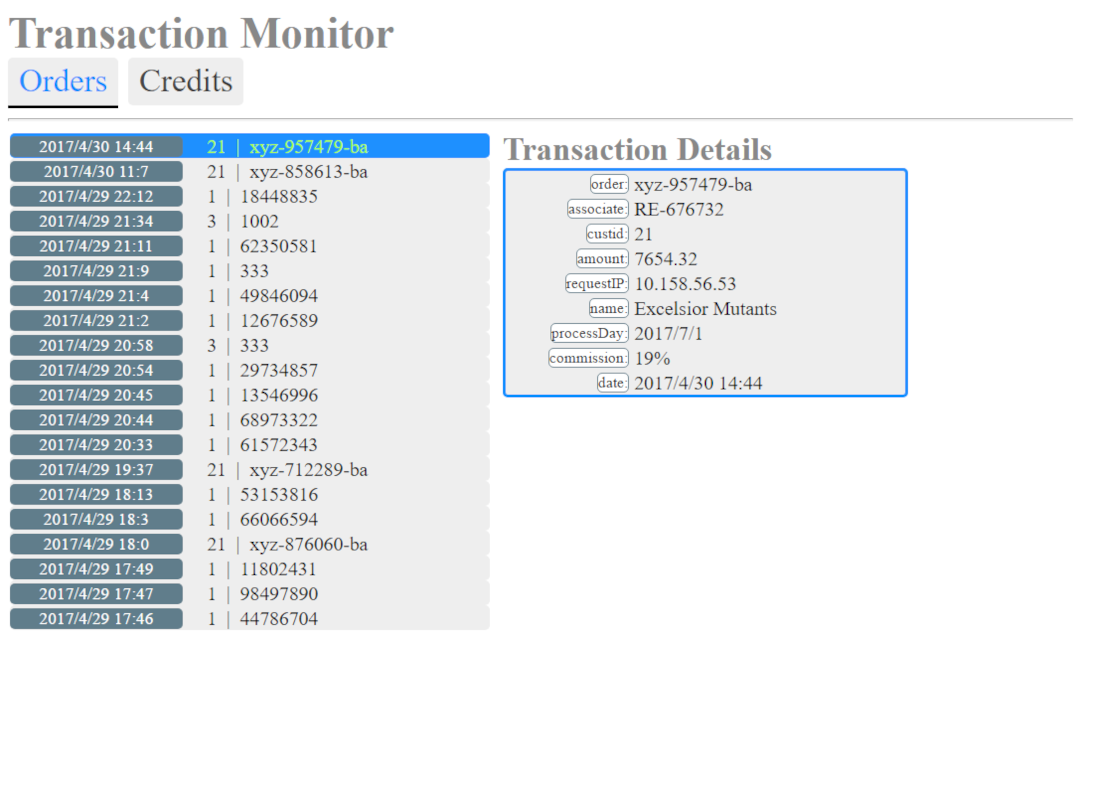 Transaction Monitor
Orders Credits
2017/4/30 14:44 21 | xyz-957479-ba
2017/4/30 11:7 21 | xyz-858613-ba
2017/4/29 22:12 1 | 18448835
2017/4/29 21:34 3 | 1002
2017/4/29 21:11 1 | 62350581
2017/4/29 21:9 1 | 333
2017/4/29 21:4 1 | 49846094
2017/4/29 21:2 1 | 12676589
2017/4/29 20:58 3 | 333
2017/4/29 20:54 1 | 29734857
2017/4/29 20:45 1 | 13546996
2017/4/29 20:44 1 | 68973322
2017/4/29 20:33 1 | 61572343
2017/4/29 19:37 21 | xyz-712289-ba
2017/4/29 18:13 1 | 53153816
2017/4/29 18:3 1 | 66066594
2017/4/29 18:0 21 | xyz-876060-ba
2017/4/29 17:49 1 | 11802431
2017/4/29 17:47 1 | 98497890
2017/4/29 17:46 1 | 44786704
Transaction Details
order: xyz-957479-ba
associate: RE-676732
custid: 21
amount: 7654.32
requestIP: 10.158.56.53
name: Excelsior Mutants
processDay: 2017/7/1
commission: 19%
date: 2017/4/30 14:44